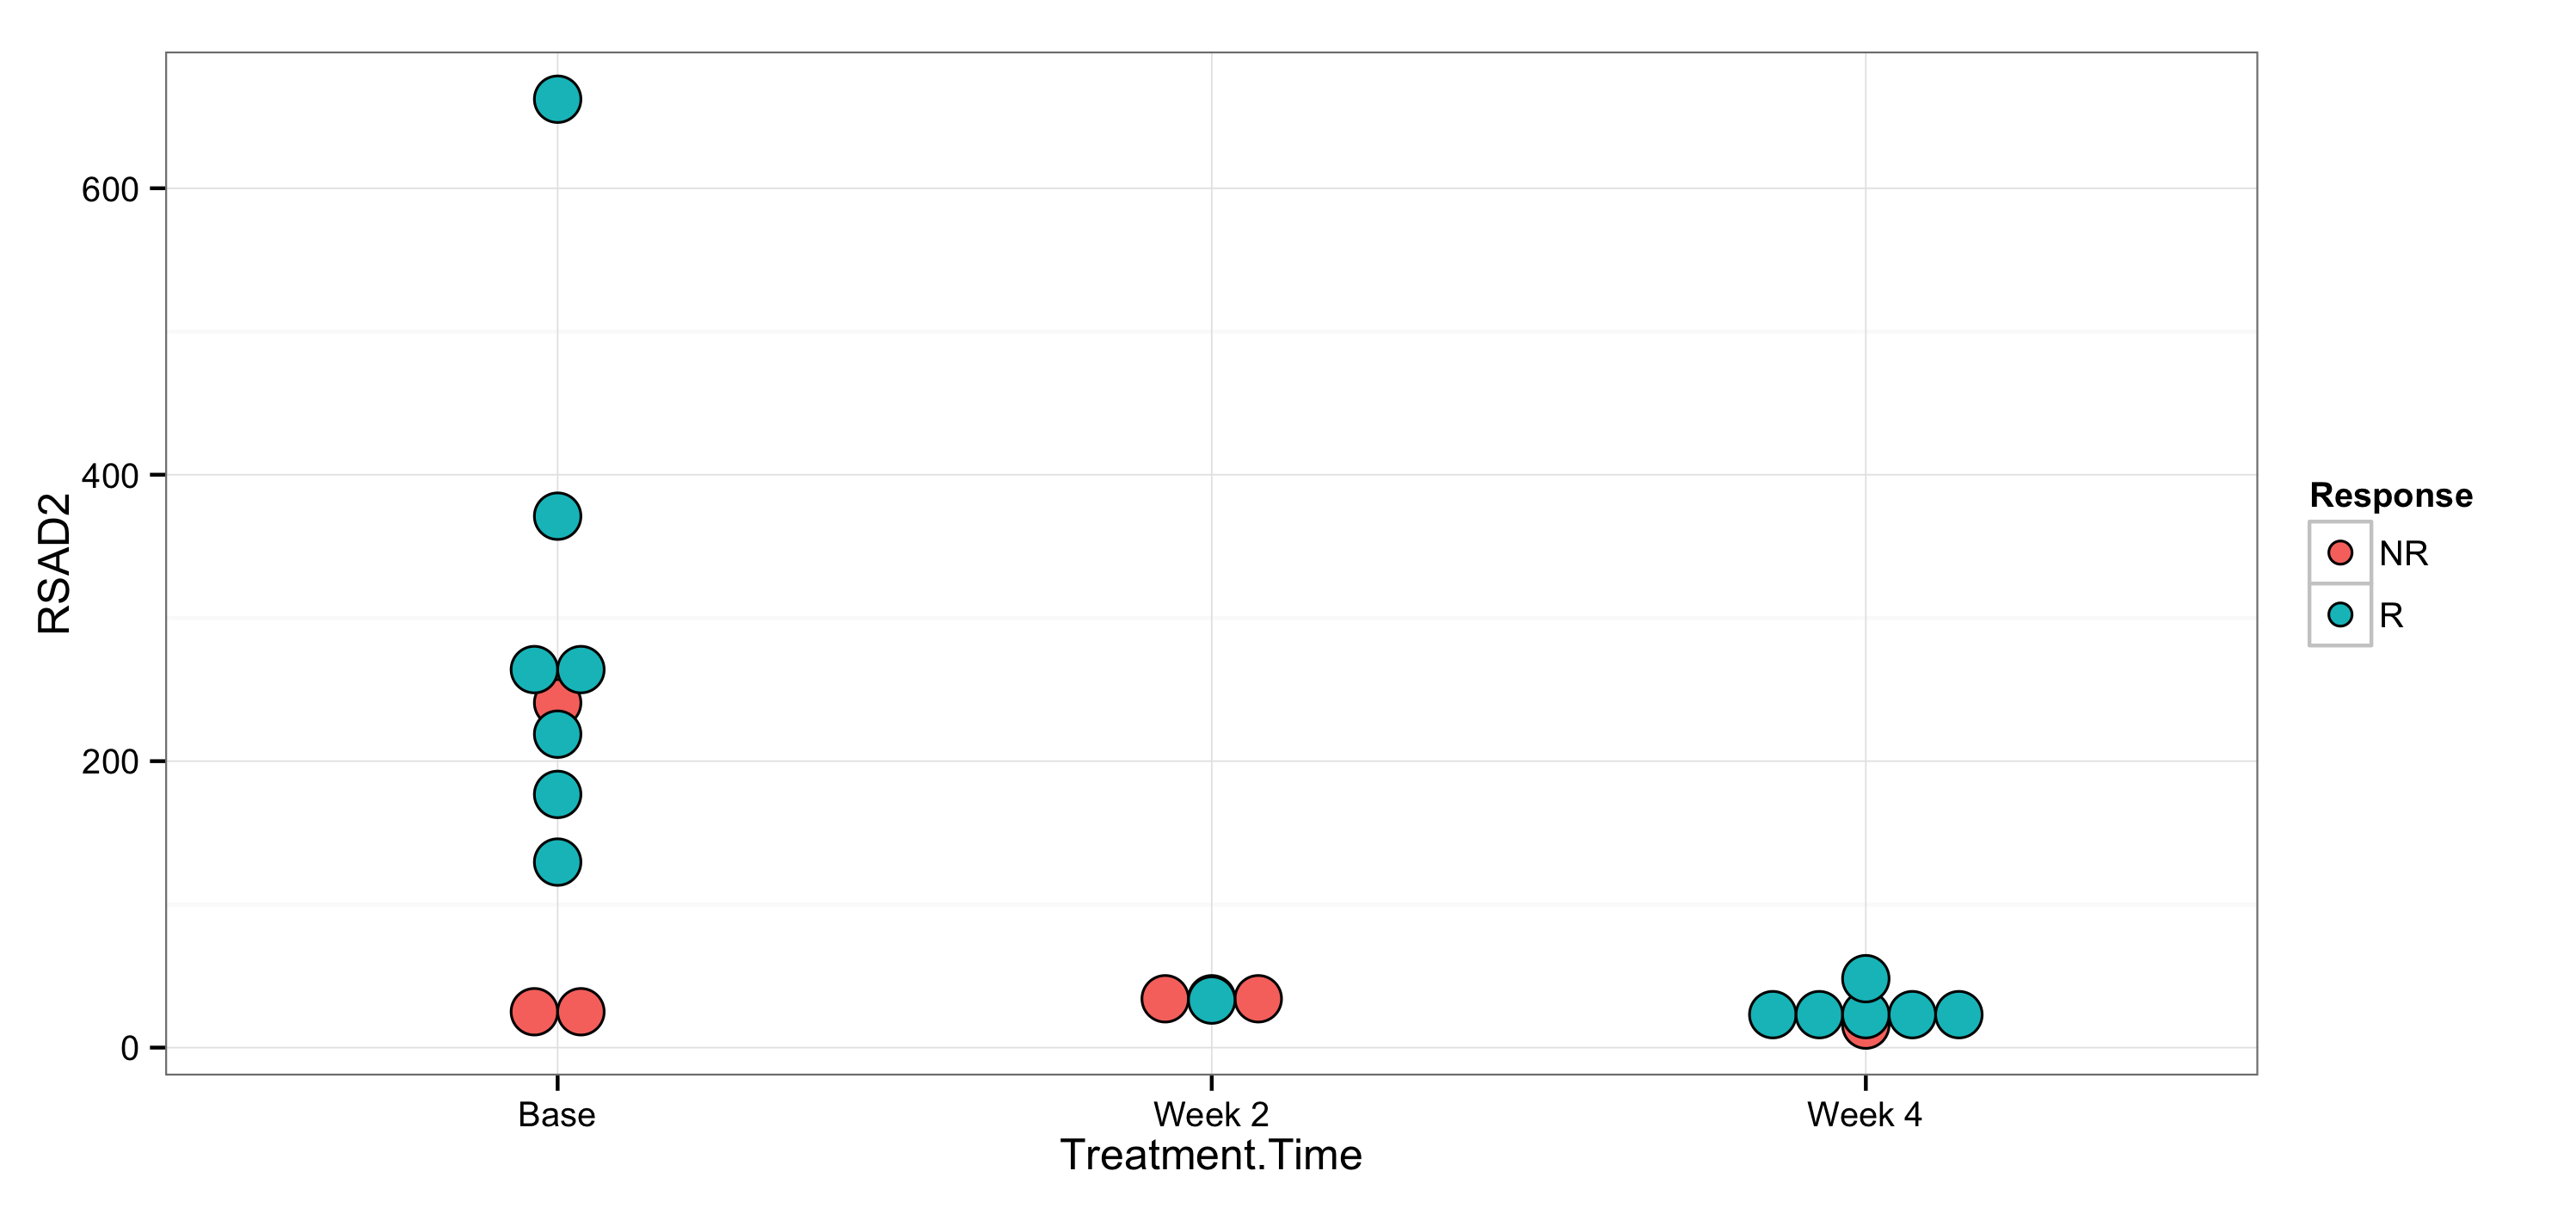 RSAD2
600
400
200
0
Base
Week 2
Week 4
Treatment.Time
Response
NR
R